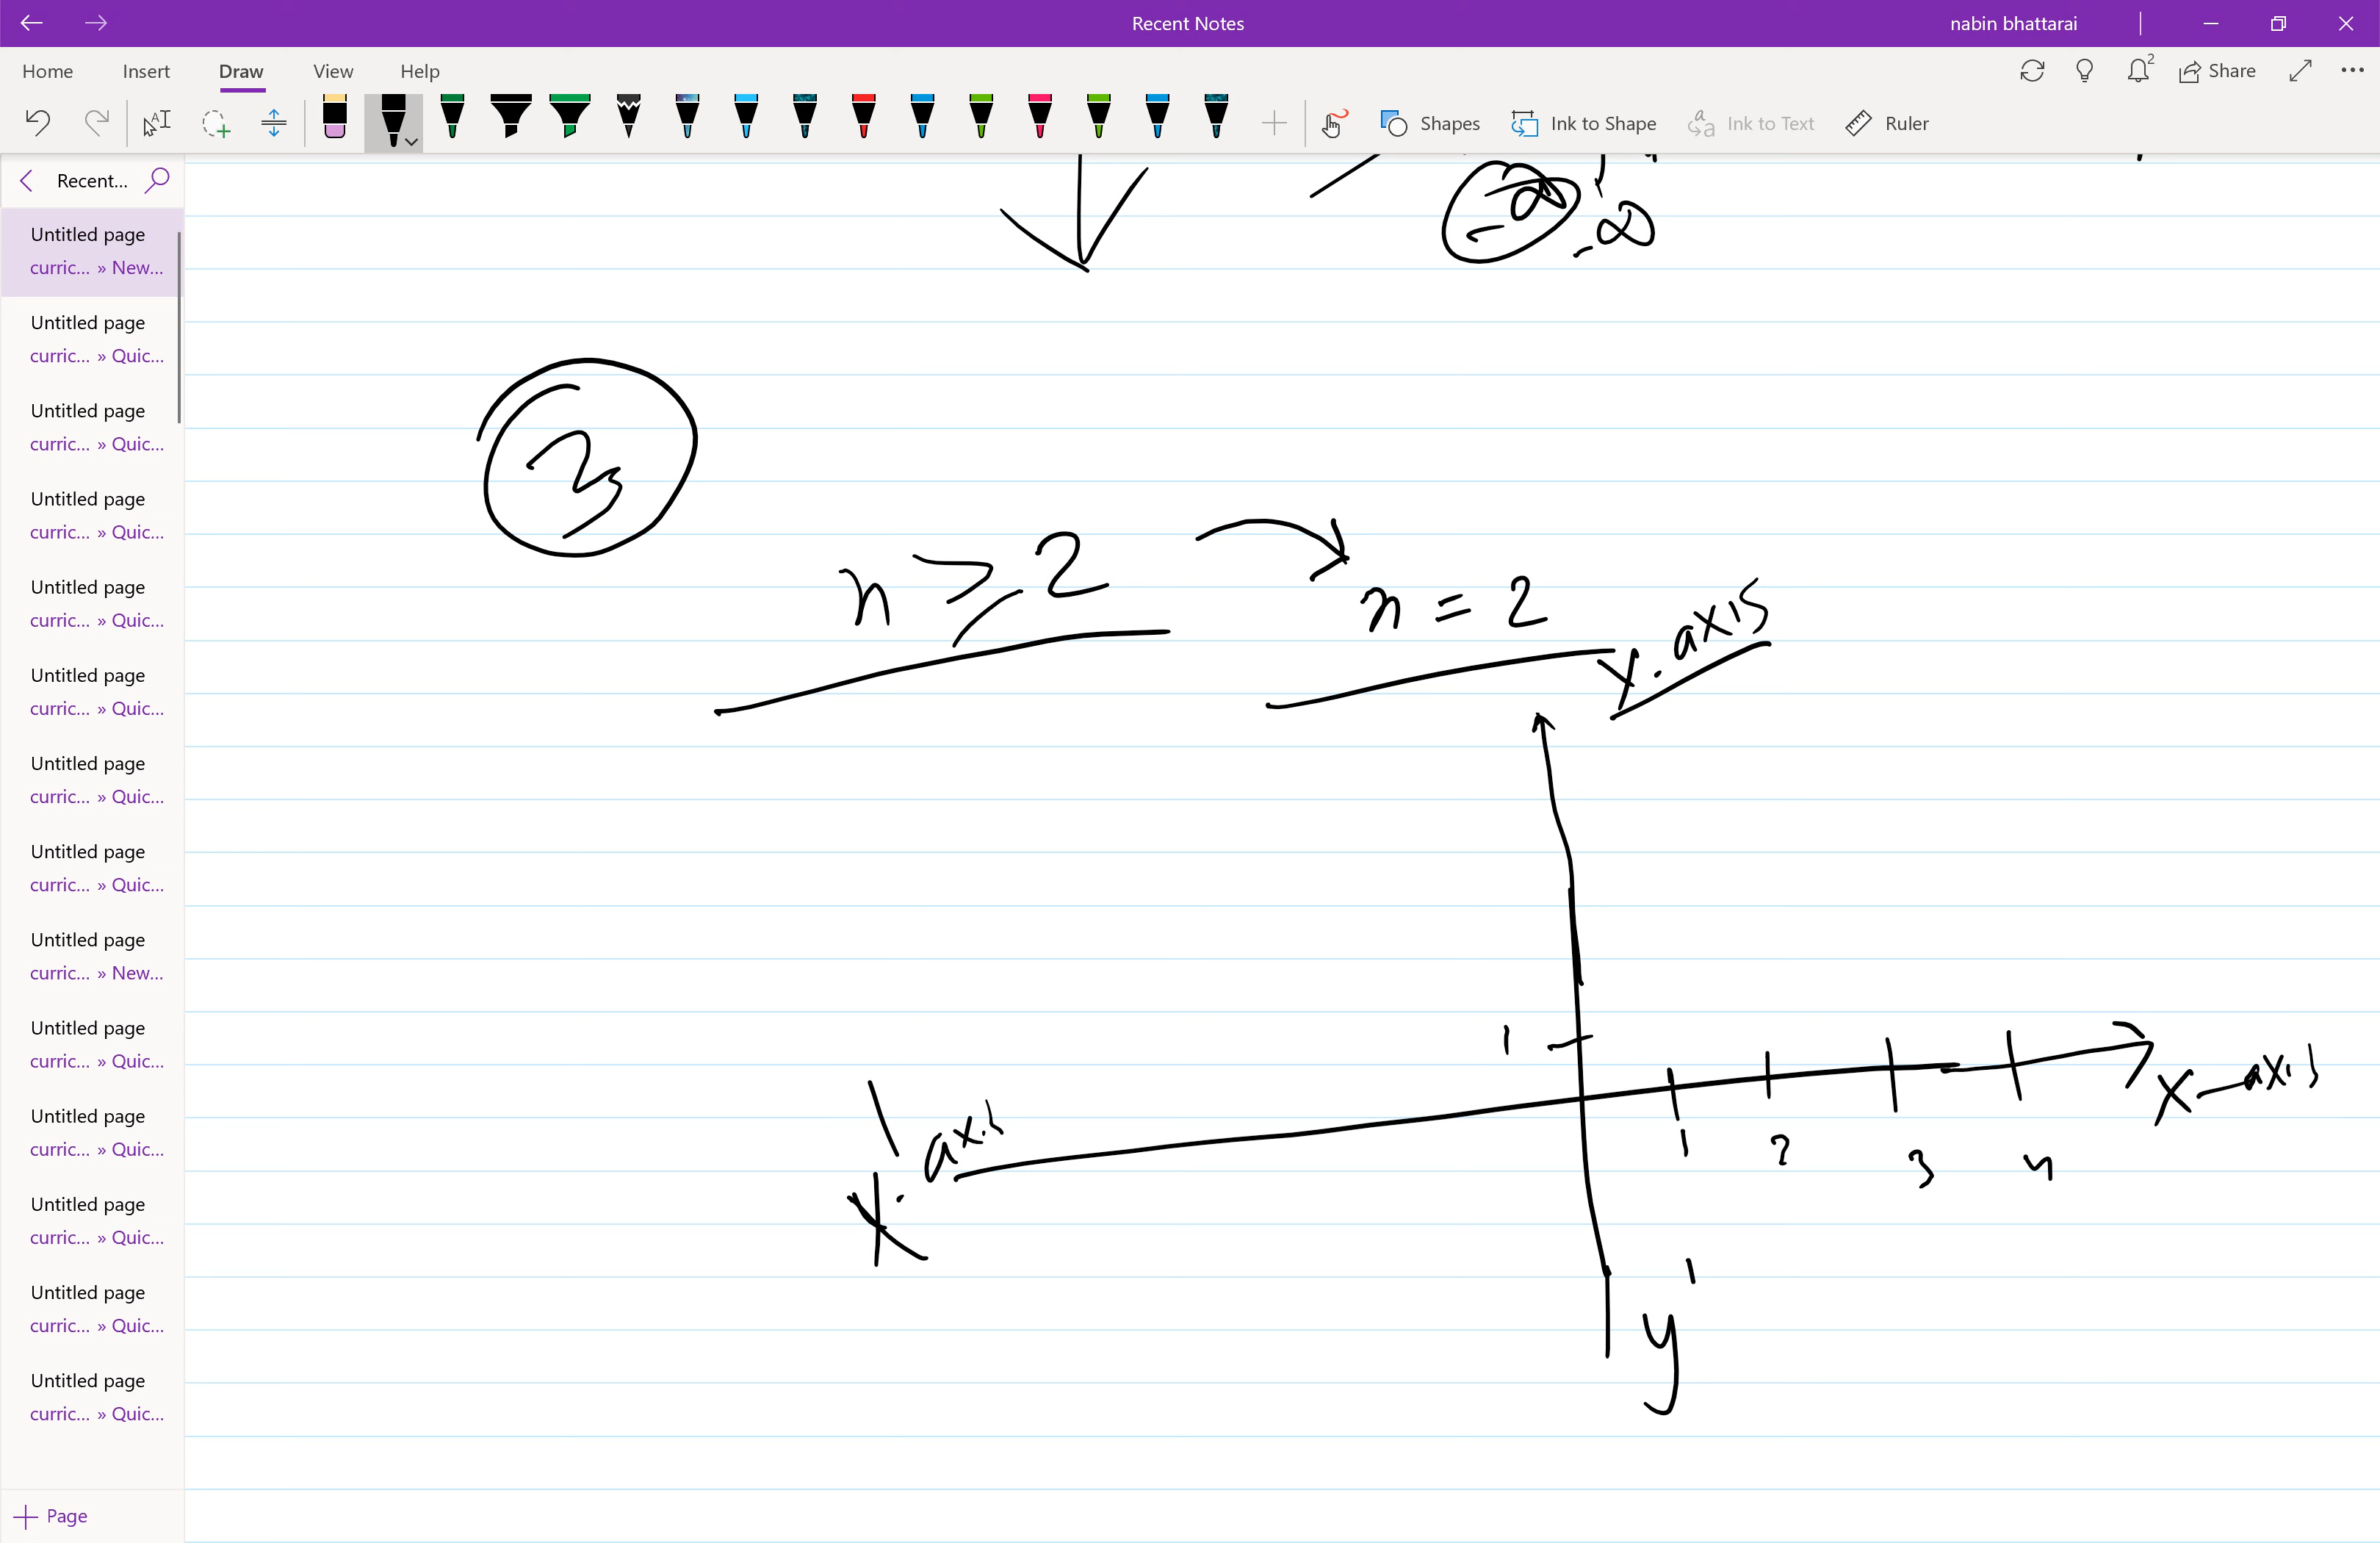 Recent Notes
nabin bhattarai
Home Insert Draw View Help
2 Share
Shapes Ink to Shape Ink to Text Ruler
Recent...
Untitled page
curric... » New...
Untitled page
curric... » Quic...
Untitled page
curric... » Quic...
Untitled page
curric... » Quic...
Untitled page
curric... » Quic...
Untitled page
curric... » Quic...
Untitled page
curric... » Quic...
Untitled page
curric... » Quic...
Untitled page
curric... » New...
Untitled page
curric... » Quic...
Untitled page
curric... » Quic...
Untitled page
curric... » Quic...
Untitled page
curric... » Quic...
Untitled page
curric... » Quic...
Page
-∞
3
n ≥ 2
n = 2
Y-axis
1
X-axis
1 2 3 4
X-axis
y'